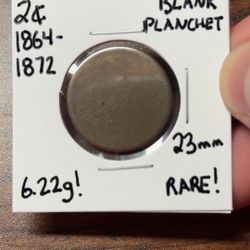 2¢ BLANK
1864- PLANCHET
1872
23mm
6.22g! RARE!